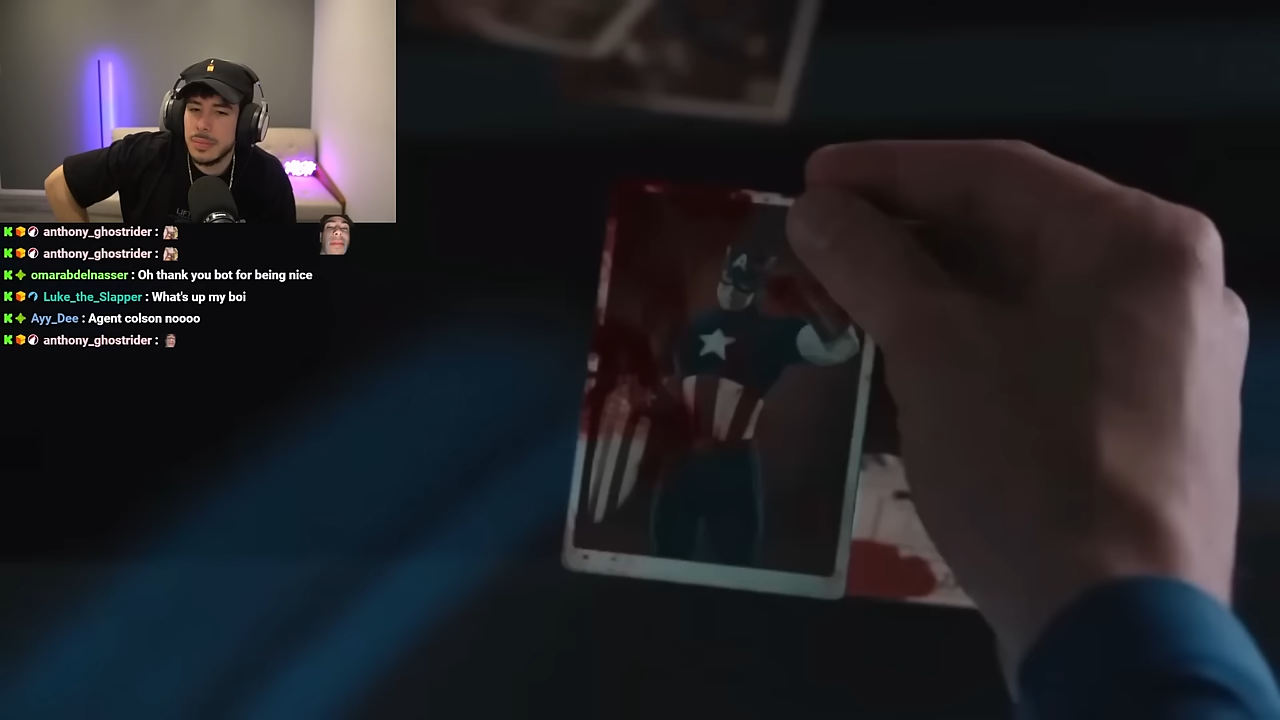 anthony_ghostrider :
anthony_ghostrider :
omarabdelnasser : Oh thank you bot for being nice
Luke_the_Slapper : What's up my boi
Ayy_Dee : Agent colson noooo
anthony_ghostrider :
A